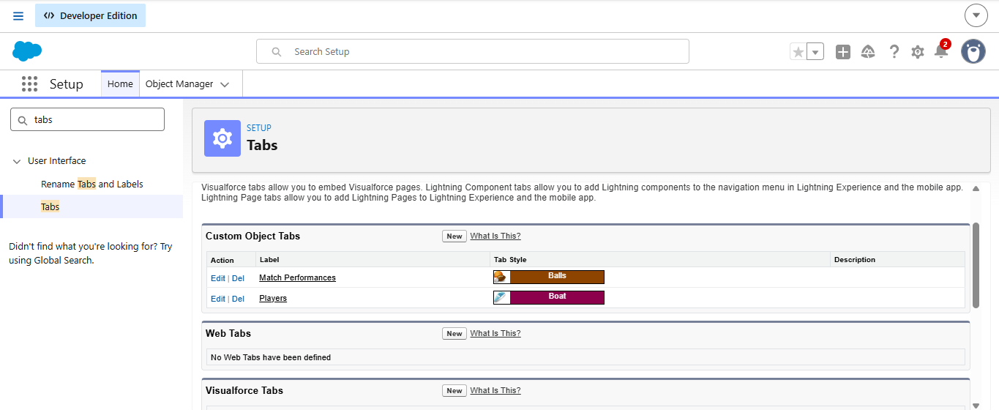 Developer Edition
Search Setup
2
Setup
Home
Object Manager
tabs
User Interface
Rename Tabs and Labels
Tabs
Didn't find what you're looking for? Try
using Global Search.
SETUP
Tabs
Visualforce tabs allow you to embed Visualforce pages. Lightning Component tabs allow you to add Lightning components to the navigation menu in Lightning Experience and the mobile app.
Lightning Page tabs allow you to add Lightning Pages to Lightning Experience and the mobile app.
Custom Object Tabs New What Is This?
Action Label Tab Style Description
Edit | Del Match Performances Balls
Edit | Del Players Boat
Web Tabs New What Is This?
No Web Tabs have been defined
Visualforce Tabs New What Is This?